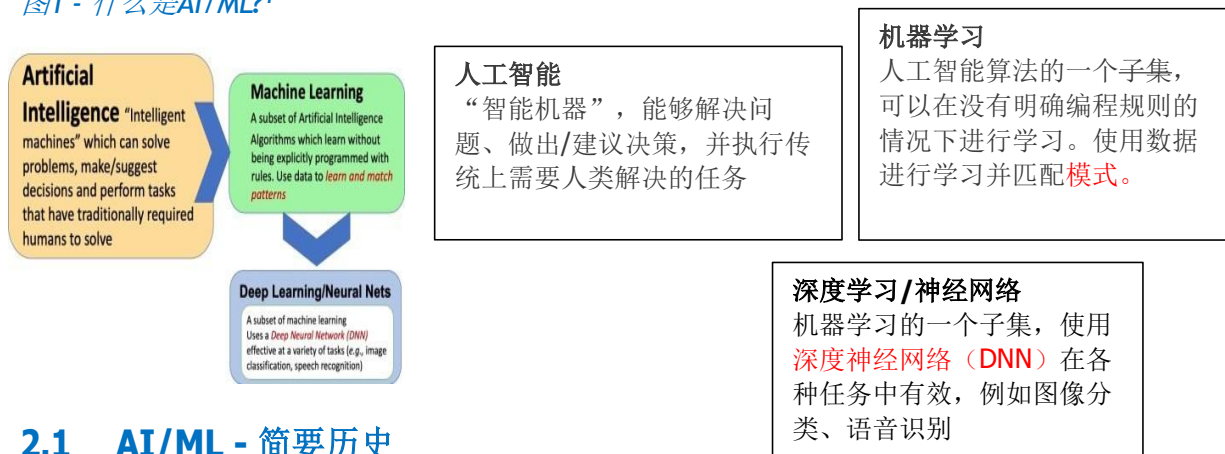 图1 - 什么是AI/ML?¹
Artificial
Intelligence “Intelligent
machines” which can solve
problems, make/suggest
decisions and perform tasks
that have traditionally required
humans to solve
Machine Learning
A subset of Artificial Intelligence
Algorithms which learn without
being explicitly programmed with
rules. Use data to learn and match
patterns
Deep Learning/Neural Nets
A subset of machine learning
Uses a Deep Neural Network (DNN)
effective at a variety of tasks (e.g., image
classification, speech recognition)
人工智能
“智能机器”，能够解决问
题、做出/建议决策，并执行传
统上需要人类解决的任务
机器学习
人工智能算法的一个子集，
可以在没有明确编程规则的
情况下进行学习。使用数据
进行学习并匹配模式。
深度学习/神经网络
机器学习的一个子集，使用
深度神经网络（DNN）在各
种任务中有效，例如图像分
类、语音识别
2.1 AI/ML - 简要历史